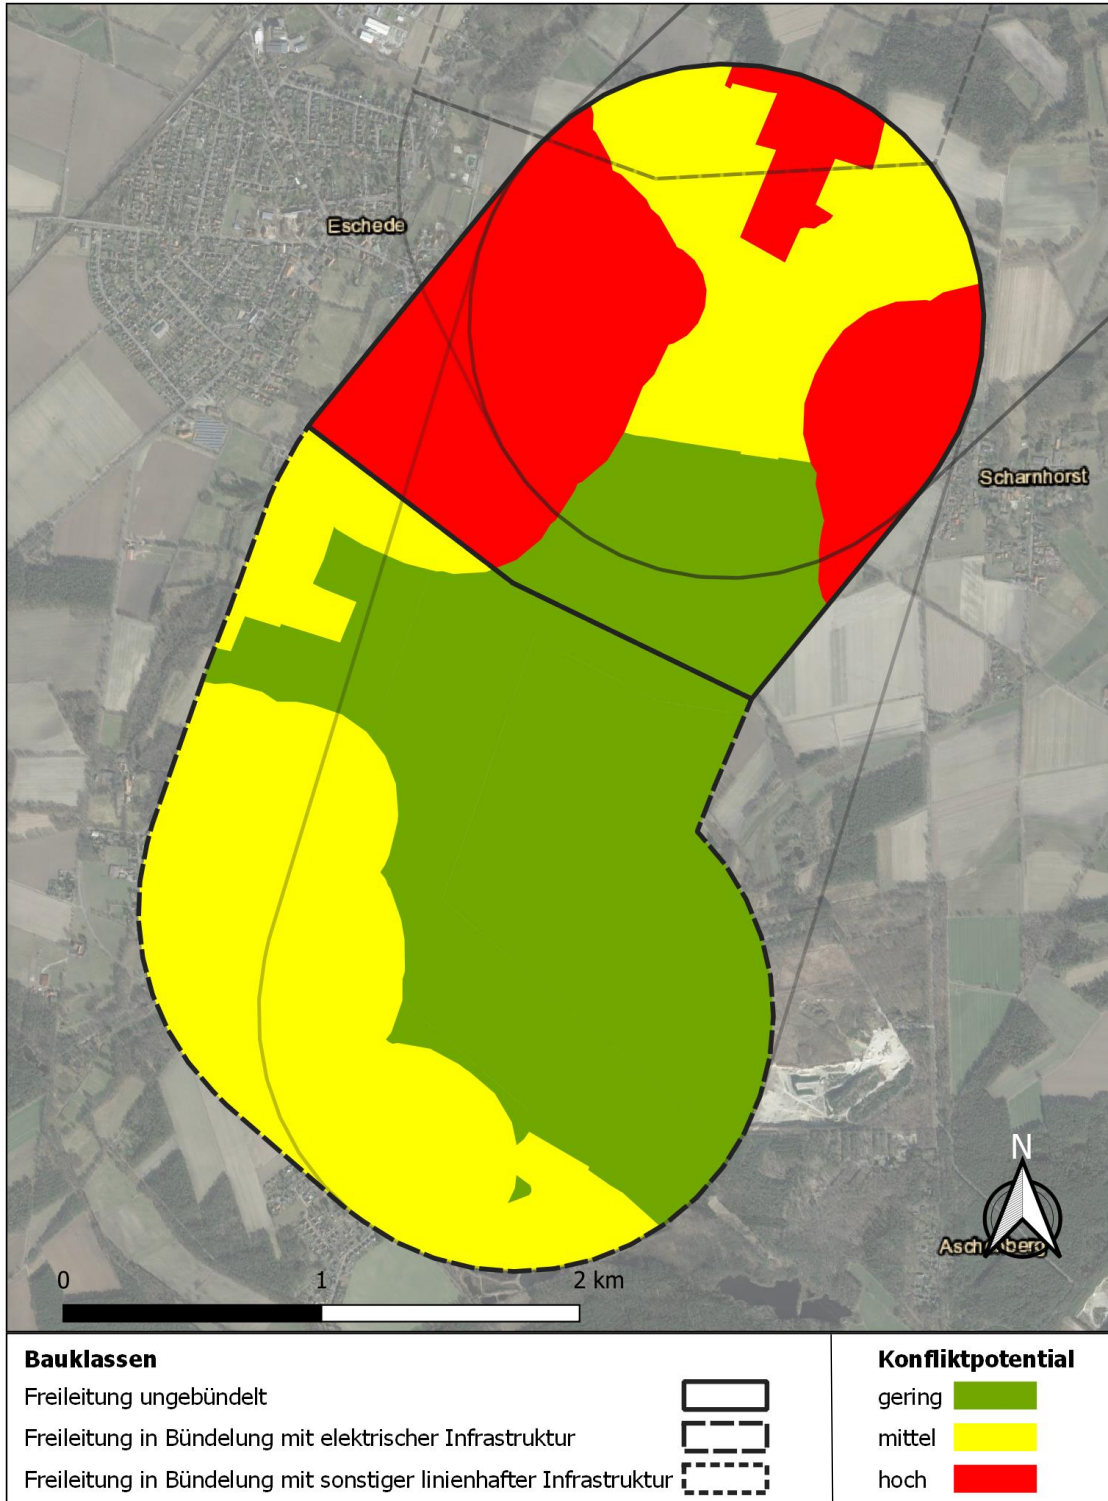 Eschede
Scharnhorst
N
0 1 2 km
Bauklassen
Freileitung ungebündelt
Freileitung in Bündelung mit elektrischer Infrastruktur
Freileitung in Bündelung mit sonstiger linienhafter Infrastruktur
Konfliktpotential
gering
mittel
hoch